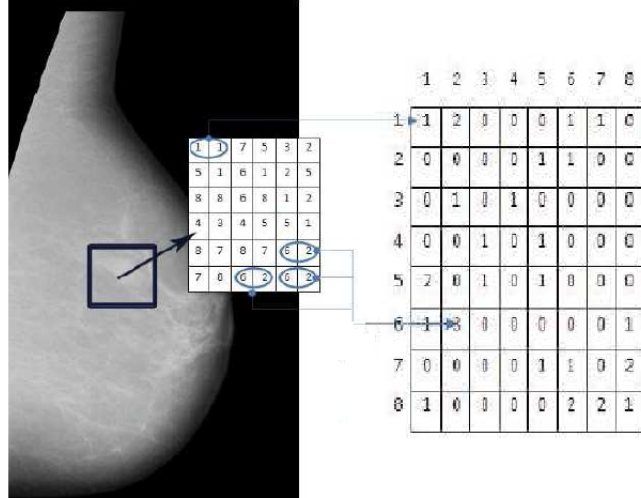 1 1 7 5 3 2
5 1 6 1 2 5
8 8 6 8 1 2
4 3 4 5 5 1
8 7 8 7 6 2
7 8 6 2 6 2
1 2 3 4 5 6 7 8
1 1 2 0 0 0 1 1 0
2 0 0 0 0 1 1 0 0
3 0 1 0 1 0 0 0 0
4 0 0 1 0 1 0 0 0
5 2 0 1 0 1 0 0 0
6 1 3 0 0 0 0 0 1
7 0 0 0 0 1 1 0 2
8 1 0 0 0 0 2 2 1